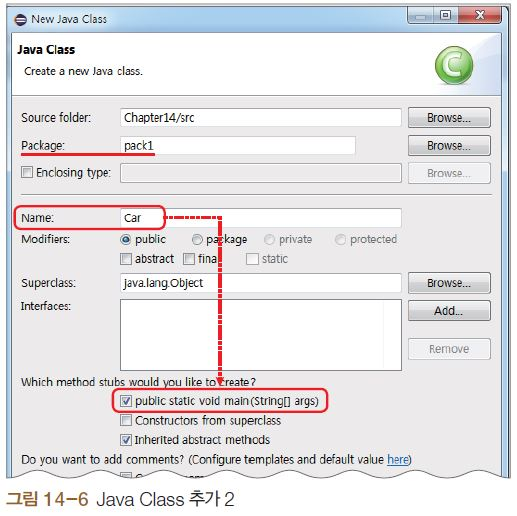 New Java Class
Java Class
Create a new Java class.
C
Source folder: Chapter14/src Browse...
Package: pack1 Browse...
Enclosing type: Browse...
Name: Car
Modifiers: public package private protected
abstract final static
Superclass: java.lang.Object Browse...
Interfaces: Add...
Remove
Which method stubs would you like to create?
public static void main(String[] args)
Constructors from superclass
Inherited abstract methods
Do you want to add comments? (Configure templates and default value here)
그림 14-6 Java Class 추가 2